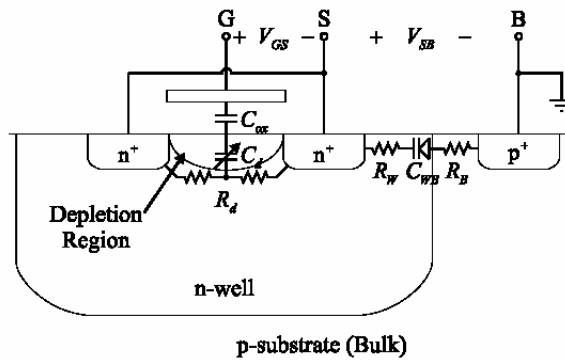 G S B
+ V_GS − + V_SB −
C_ox
n⁺ C_d n⁺ p⁺
R_W C_WB R_B
R_d
Depletion
Region
n-well
p-substrate (Bulk)